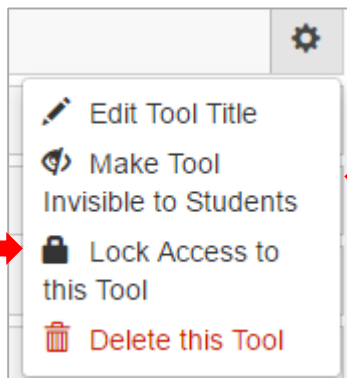 Edit Tool Title
Make Tool
Invisible to Students
Lock Access to
this Tool
Delete this Tool